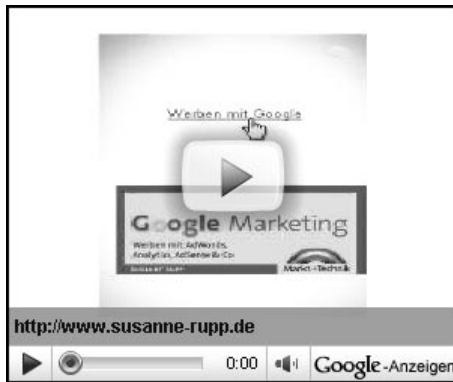 Werben mit Google
Google Marketing
Werben mit AdWords,
Analytics, AdSense & Co.
Markt+Technik
http://www.susanne-rupp.de
0:00 Google-Anzeigen